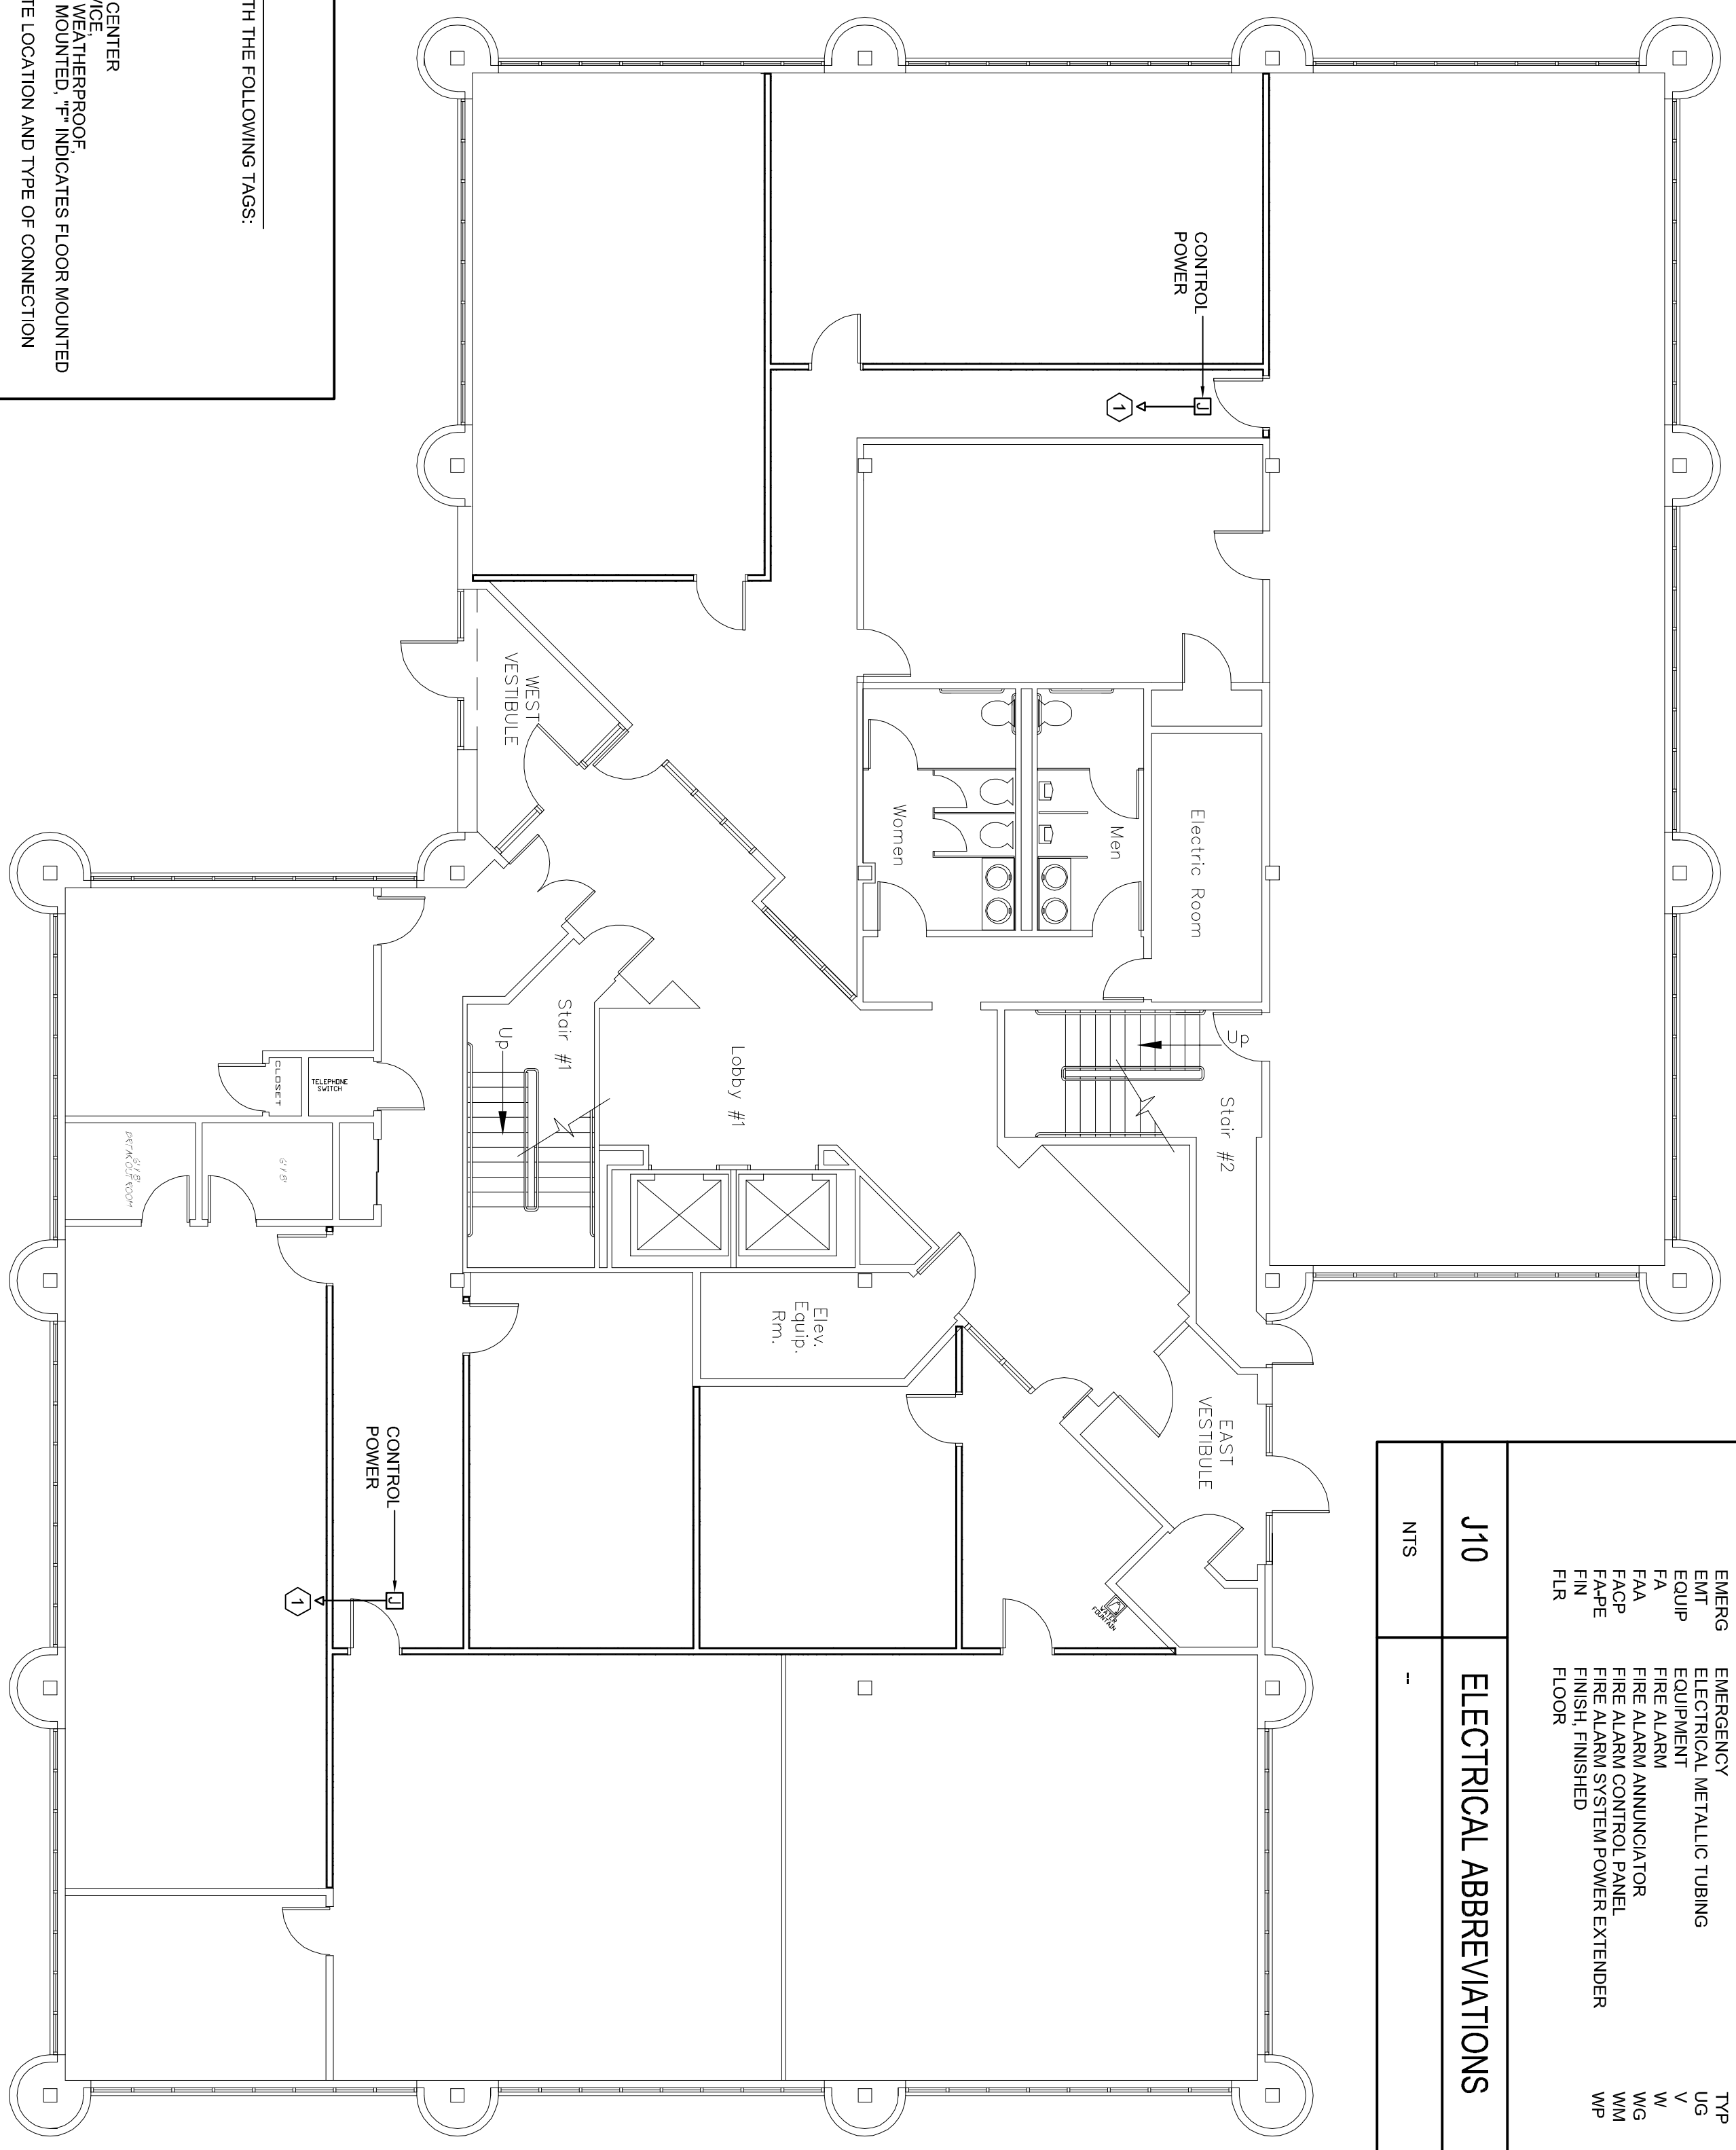 TH THE FOLLOWING TAGS:
CENTER
VICE,
WEATHERPROOF,
MOUNTED, "F" INDICATES FLOOR MOUNTED
TE LOCATION AND TYPE OF CONNECTION
EMERG EMERGENCY
EMT ELECTRICAL METALLIC TUBING
EQUIP EQUIPMENT
FA FIRE ALARM
FAA FIRE ALARM ANNUNCIATOR
FACP FIRE ALARM CONTROL PANEL
FA-PE FIRE ALARM SYSTEM POWER EXTENDER
FIN FINISH, FINISHED
FLR FLOOR
TYP
UG
V
W
WG
WM
WP
J10 ELECTRICAL ABBREVIATIONS
NTS --
CONTROL
POWER
J
1
Electric Room
Men
Women
WEST
VESTIBULE
Up
Stair #2
Lobby #1
Stair #1
Up
EAST
VESTIBULE
Elev.
Equip.
Rm.
WATER
FOUNTAIN
TELEPHONE
SWITCH
CLOSET
CONTROL
POWER
J
1